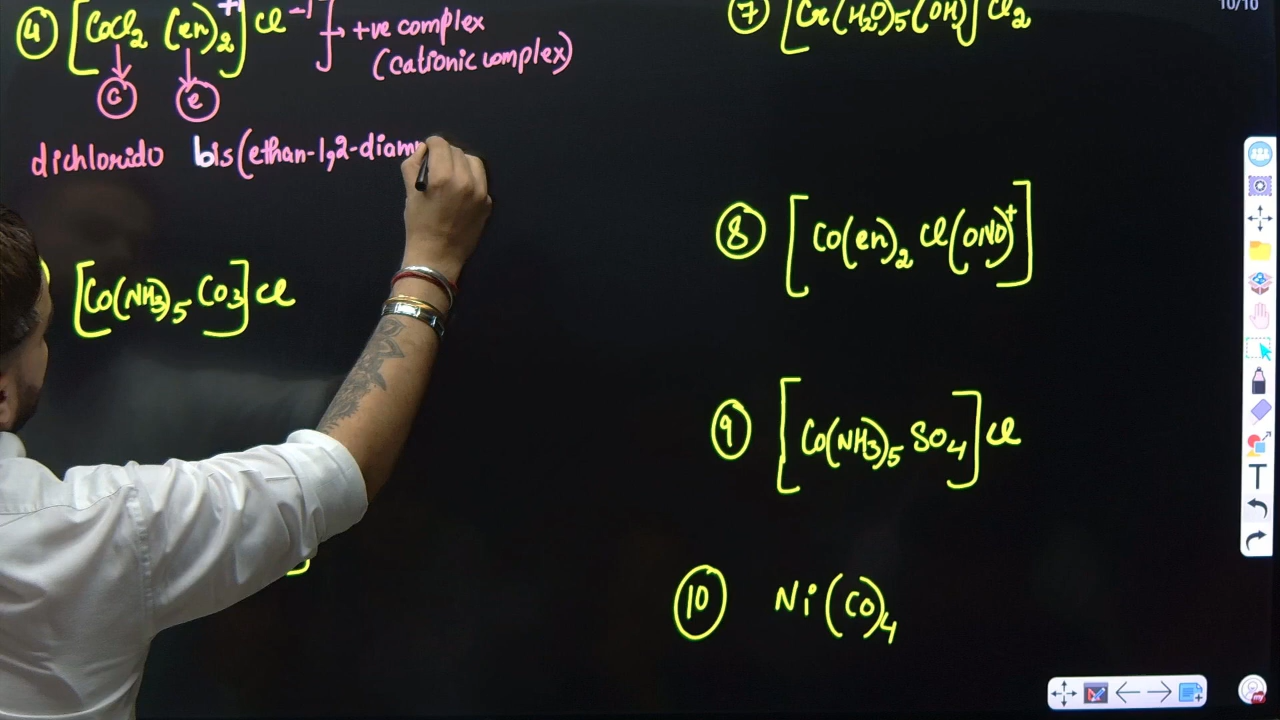 ④ [CoCl₂ (en)₂]⁺¹ Cl⁻¹ ] → +ve complex
(cationic complex)
c e
dichlorido bis(ethan-1,2-diam
[Co(NH₃)₅ CO₃] Cl
⑦ [Cr(H₂O)₅(OH)] Cl₂
⑧ [Co(en)₂ Cl(ONO)⁺]
⑨ [Co(NH₃)₅ SO₄] Cl
⑩ Ni(CO)₄
10/10
T